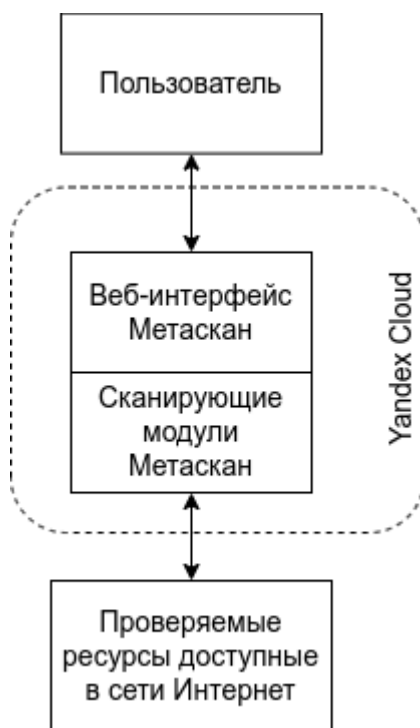 Пользователь
Веб-интерфейс
Метаскан
Сканирующие
модули
Метаскан
Yandex Cloud
Проверяемые
ресурсы доступные
в сети Интернет